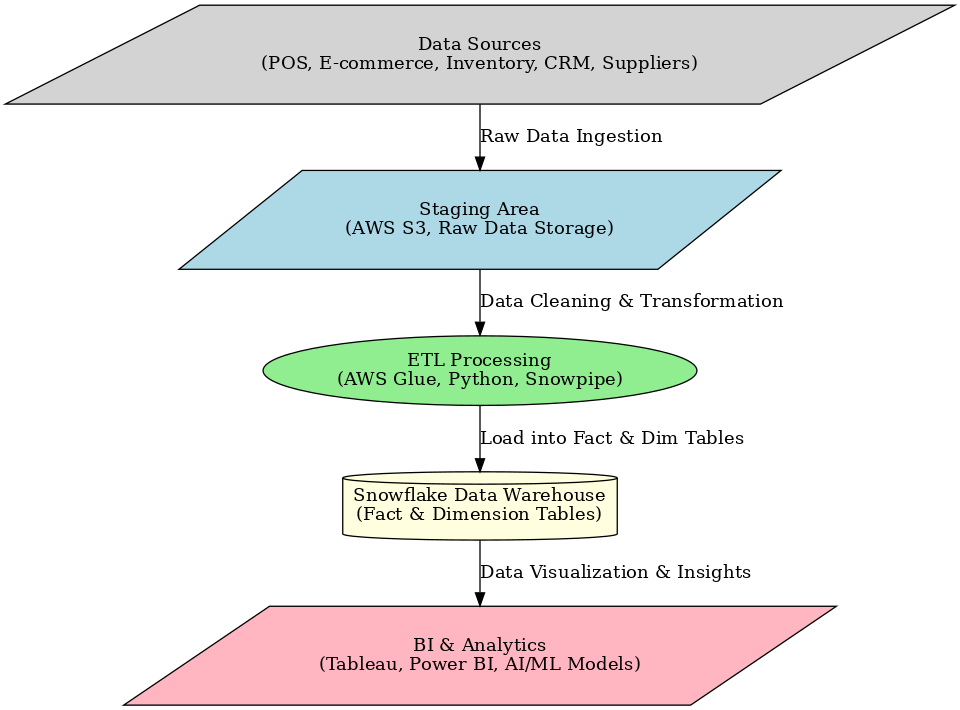 Data Sources
(POS, E-commerce, Inventory, CRM, Suppliers)
Raw Data Ingestion
Staging Area
(AWS S3, Raw Data Storage)
Data Cleaning & Transformation
ETL Processing
(AWS Glue, Python, Snowpipe)
Load into Fact & Dim Tables
Snowflake Data Warehouse
(Fact & Dimension Tables)
Data Visualization & Insights
BI & Analytics
(Tableau, Power BI, AI/ML Models)